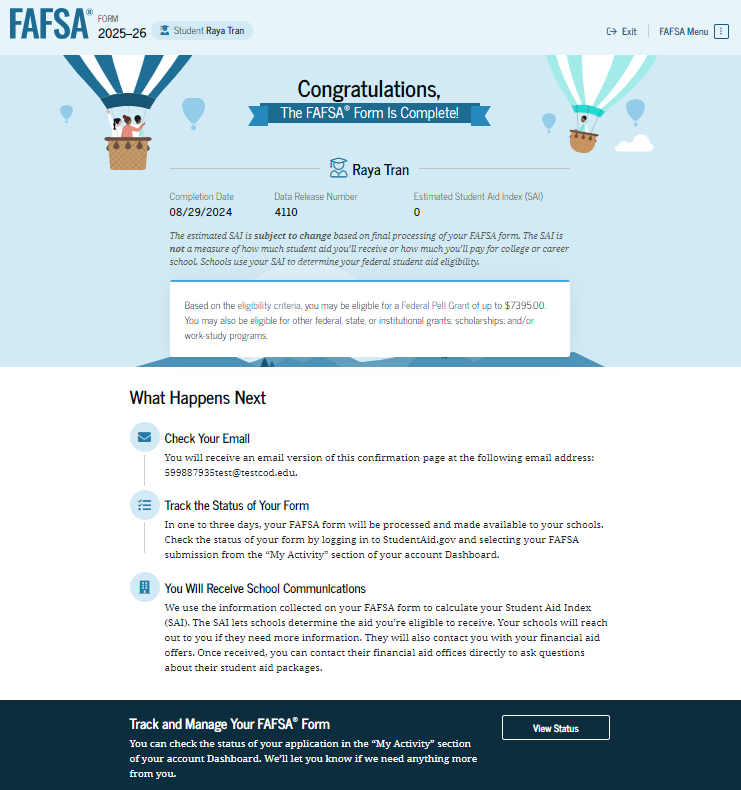 FAFSA®
FORM
2025–26
Student Raya Tran
Exit
FAFSA Menu
Congratulations,
The FAFSA® Form Is Complete!
Raya Tran
Completion Date
08/29/2024
Data Release Number
4110
Estimated Student Aid Index (SAI)
0
The estimated SAI is subject to change based on final processing of your FAFSA form. The SAI is
not a measure of how much student aid you'll receive or how much you'll pay for college or career
school. Schools use your SAI to determine your federal student aid eligibility.
Based on the eligibility criteria, you may be eligible for a Federal Pell Grant of up to $7395.00.
You may also be eligible for other federal, state, or institutional grants; scholarships; and/or
work-study programs.
What Happens Next
Check Your Email
You will receive an email version of this confirmation page at the following email address:
599887935test@testcod.edu.
Track the Status of Your Form
In one to three days, your FAFSA form will be processed and made available to your schools.
Check the status of your form by logging in to StudentAid.gov and selecting your FAFSA
submission from the “My Activity” section of your account Dashboard.
You Will Receive School Communications
We use the information collected on your FAFSA form to calculate your Student Aid Index
(SAI). The SAI lets schools determine the aid you’re eligible to receive. Your schools will reach
out to you if they need more information. They will also contact you with your financial aid
offers. Once received, you can contact their financial aid offices directly to ask questions
about their student aid packages.
Track and Manage Your FAFSA® Form
You can check the status of your application in the “My Activity” section
of your account Dashboard. We’ll let you know if we need anything more
from you.
View Status